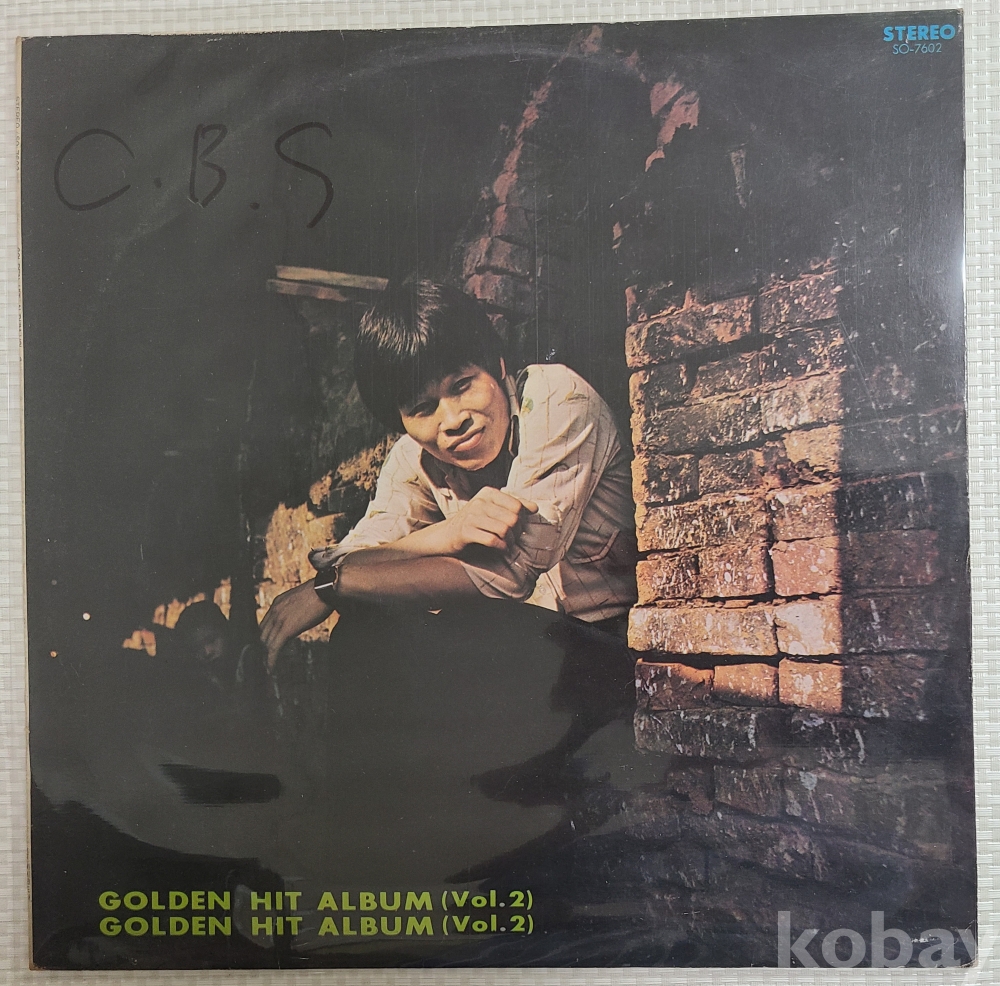 STEREO
SO-7602
C.B.S
GOLDEN HIT ALBUM (Vol.2)
GOLDEN HIT ALBUM (Vol.2)
kobay